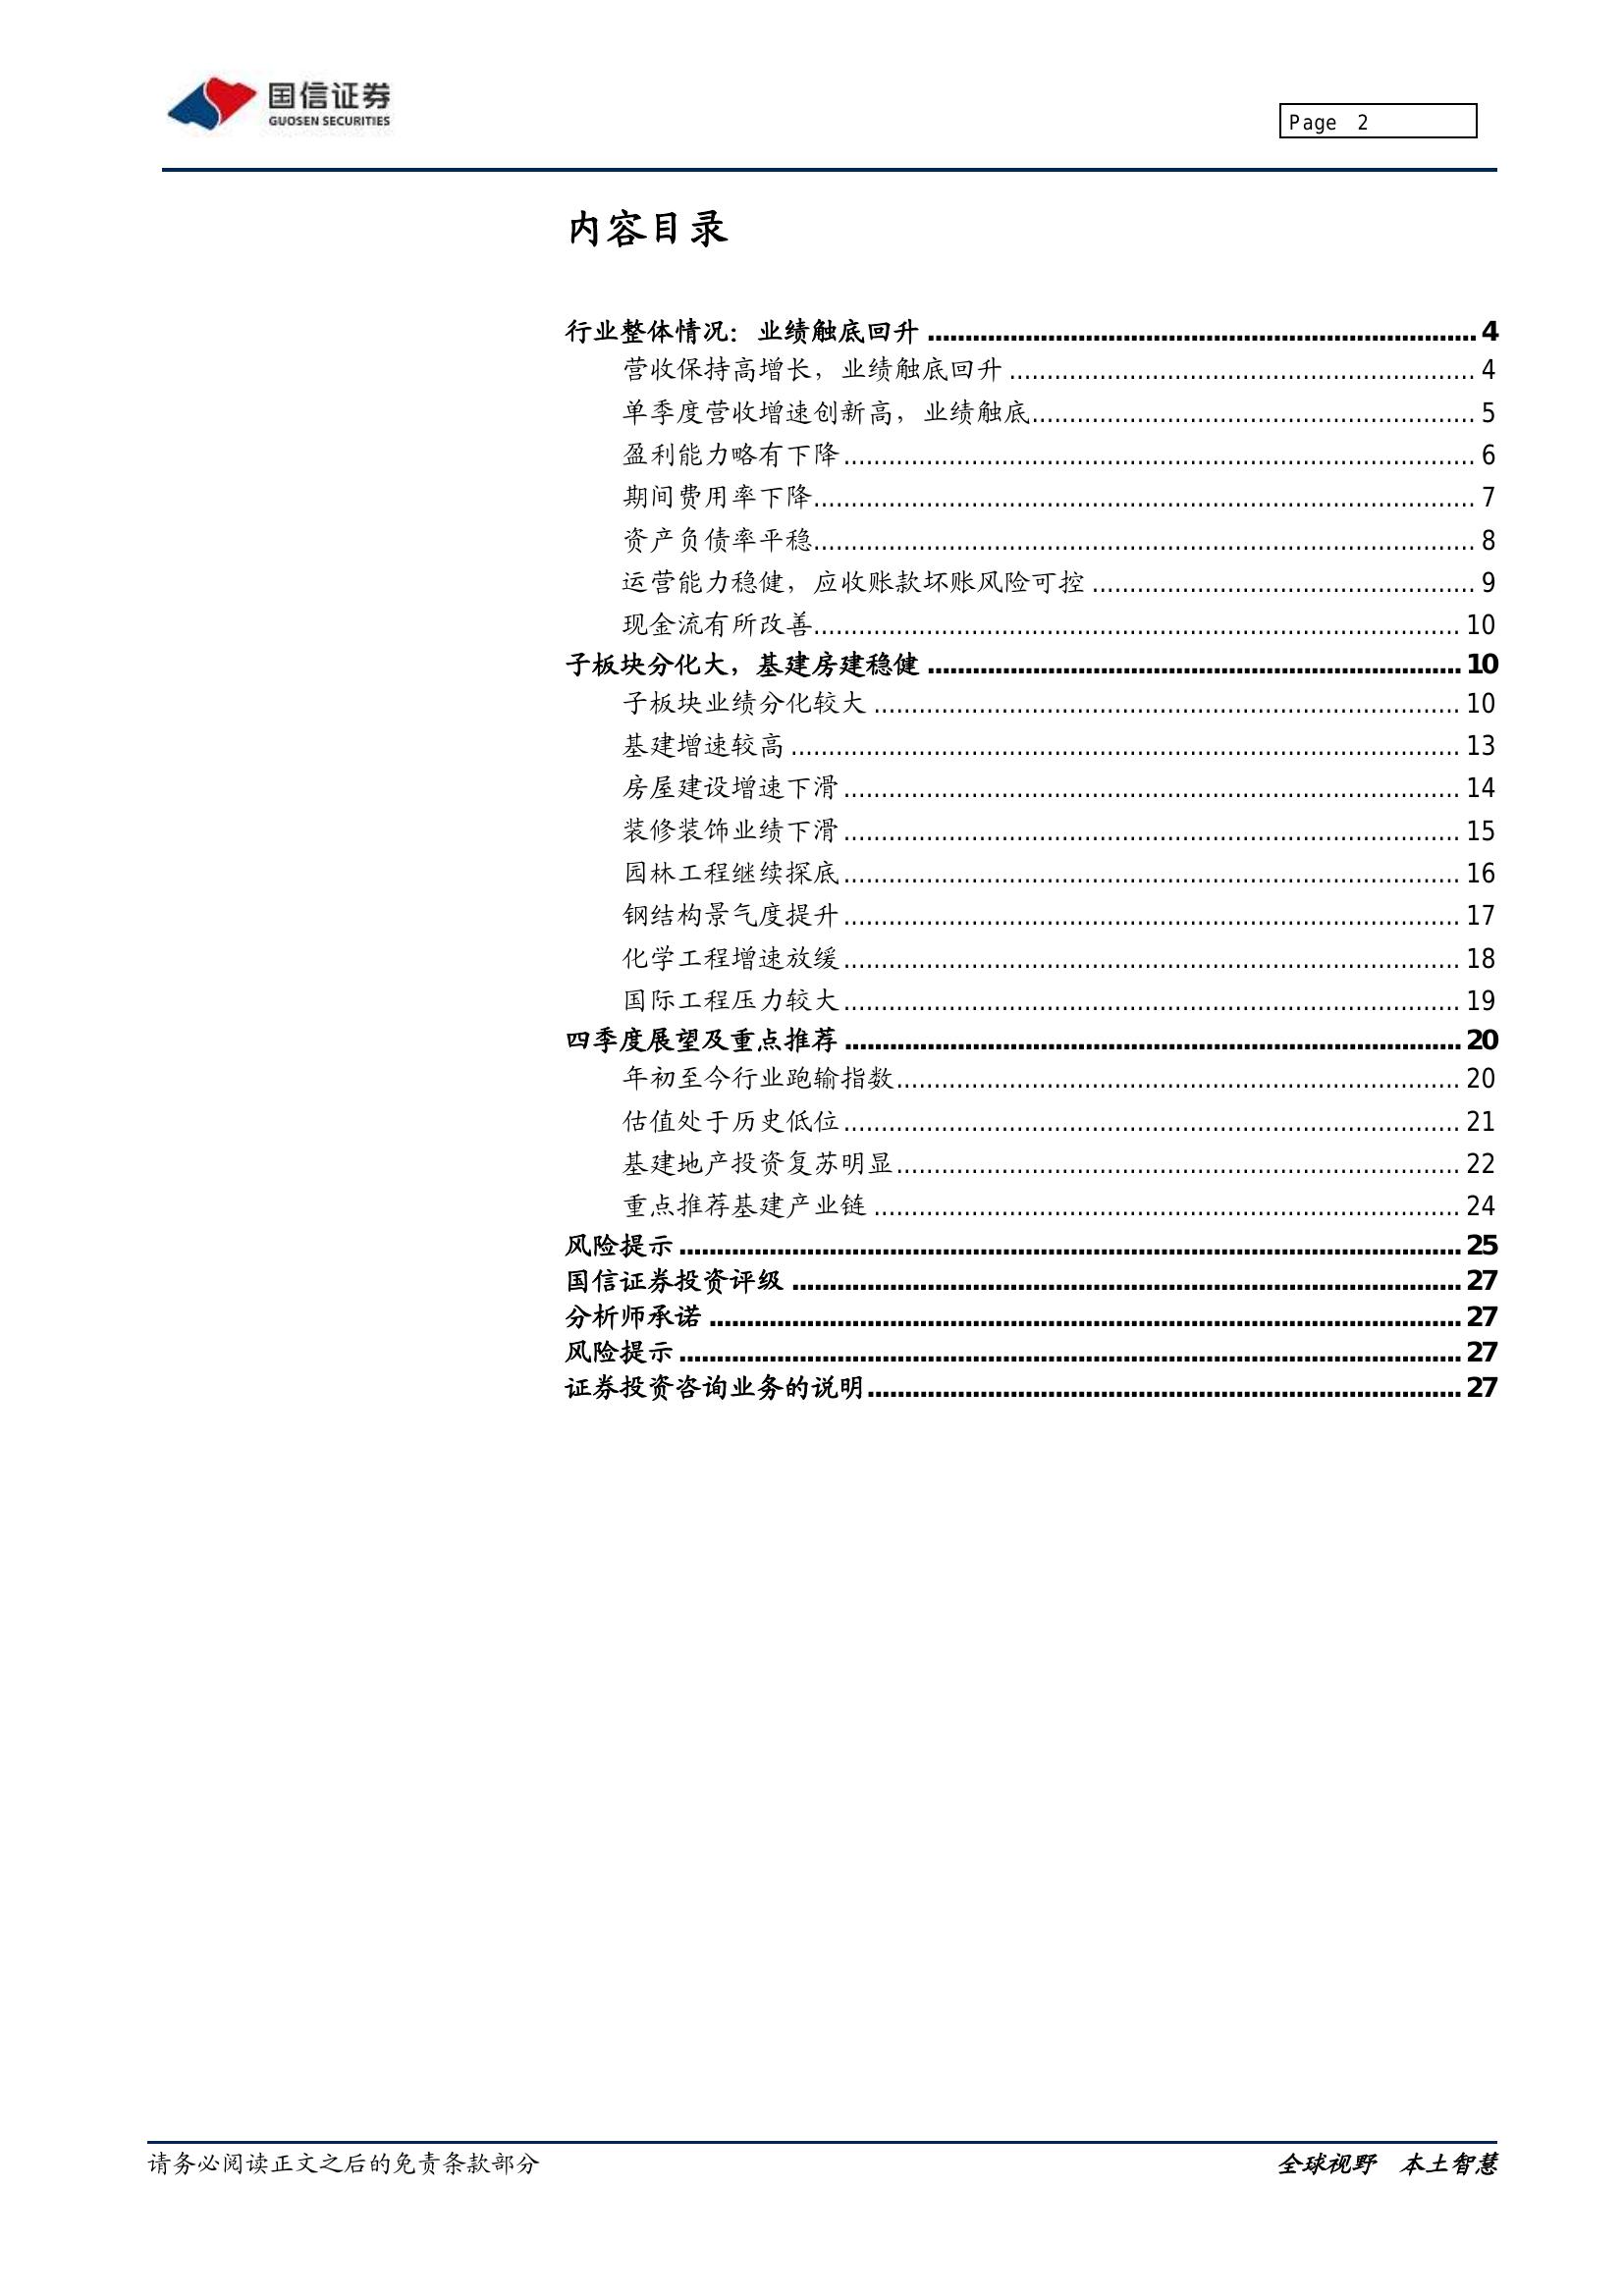 国信证券
GUOSEN SECURITIES
Page 2
内容目录
行业整体情况：业绩触底回升 4
营收保持高增长，业绩触底回升 4
单季度营收增速创新高，业绩触底 5
盈利能力略有下降 6
期间费用率下降 7
资产负债率平稳 8
运营能力稳健，应收账款坏账风险可控 9
现金流有所改善 10
子板块分化大，基建房建稳健 10
子板块业绩分化较大 10
基建增速较高 13
房屋建设增速下滑 14
装修装饰业绩下滑 15
园林工程继续探底 16
钢结构景气度提升 17
化学工程增速放缓 18
国际工程压力较大 19
四季度展望及重点推荐 20
年初至今行业跑输指数 20
估值处于历史低位 21
基建地产投资复苏明显 22
重点推荐基建产业链 24
风险提示 25
国信证券投资评级 27
分析师承诺 27
风险提示 27
证券投资咨询业务的说明 27
请务必阅读正文之后的免责条款部分
全球视野 本土智慧